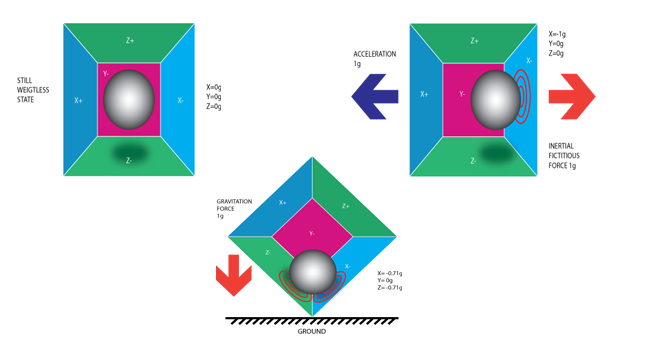 STILL
WEIGHTLESS
STATE
Z+
Y-
X+
X-
Z-
X=0g
Y=0g
Z=0g
ACCELERATION
1g
Z+
X-
X+
Y-
Z-
X=-1g
Y=0g
Z=0g
INERTIAL
FICTITIOUS
FORCE 1g
GRAVITATION
FORCE
1g
X+
Z+
Y-
Z-
X-
X= -0.71g
Y= 0g
Z= -0.71g
GROUND